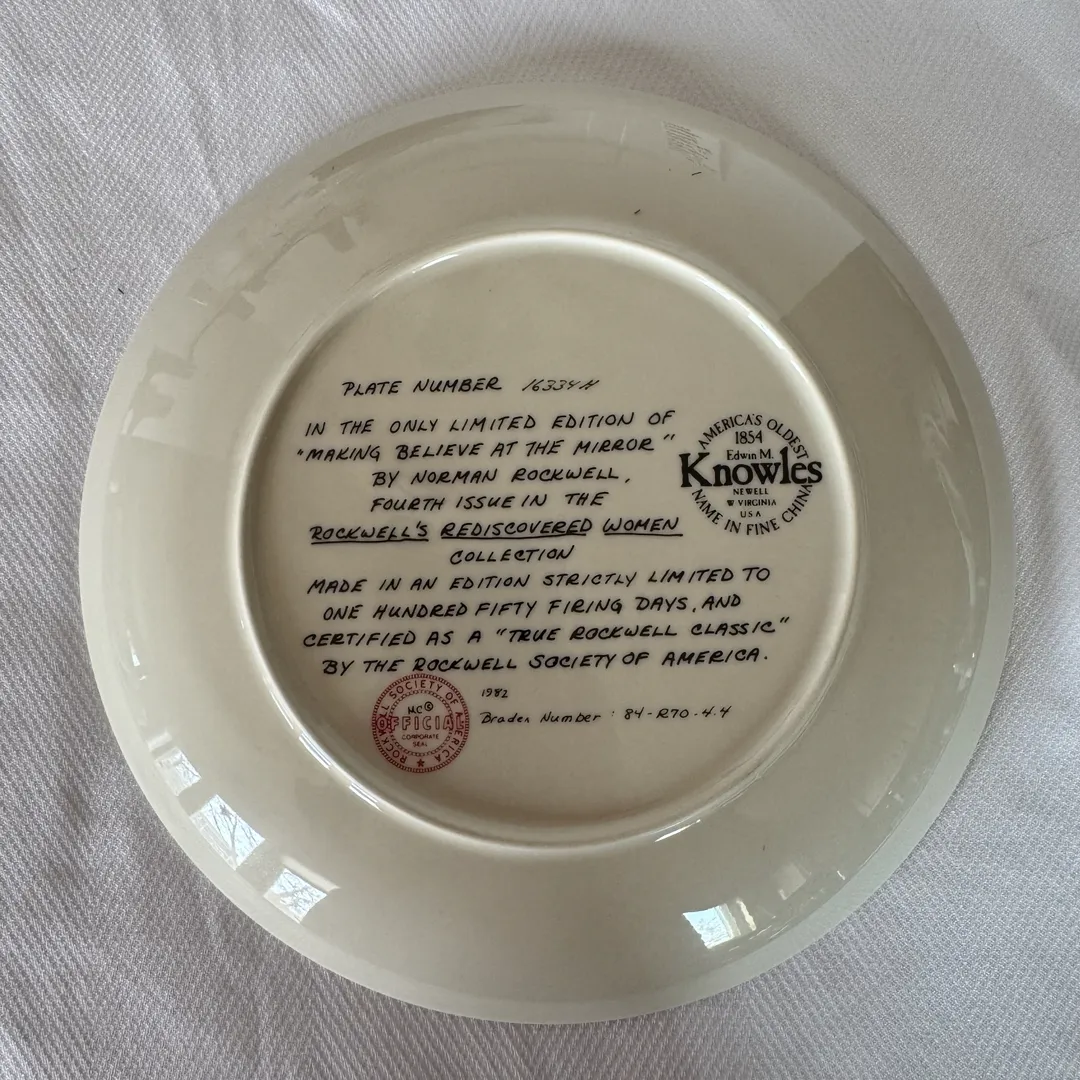 PLATE NUMBER 16334H
IN THE ONLY LIMITED EDITION OF
"MAKING BELIEVE AT THE MIRROR"
BY NORMAN ROCKWELL,
FOURTH ISSUE IN THE
ROCKWELL'S REDISCOVERED WOMEN
COLLECTION
MADE IN AN EDITION STRICTLY LIMITED TO
ONE HUNDRED FIFTY FIRING DAYS, AND
CERTIFIED AS A "TRUE ROCKWELL CLASSIC"
BY THE ROCKWELL SOCIETY OF AMERICA.
AMERICA'S OLDEST
1854
Edwin M.
Knowles
NEWELL
W VIRGINIA
USA
NAME IN FINE CHINA
ROCKWELL SOCIETY OF AMERICA
MC©
OFFICIAL
CORPORATE
SEAL
1982
Bradex Number : 84-R70-4.4